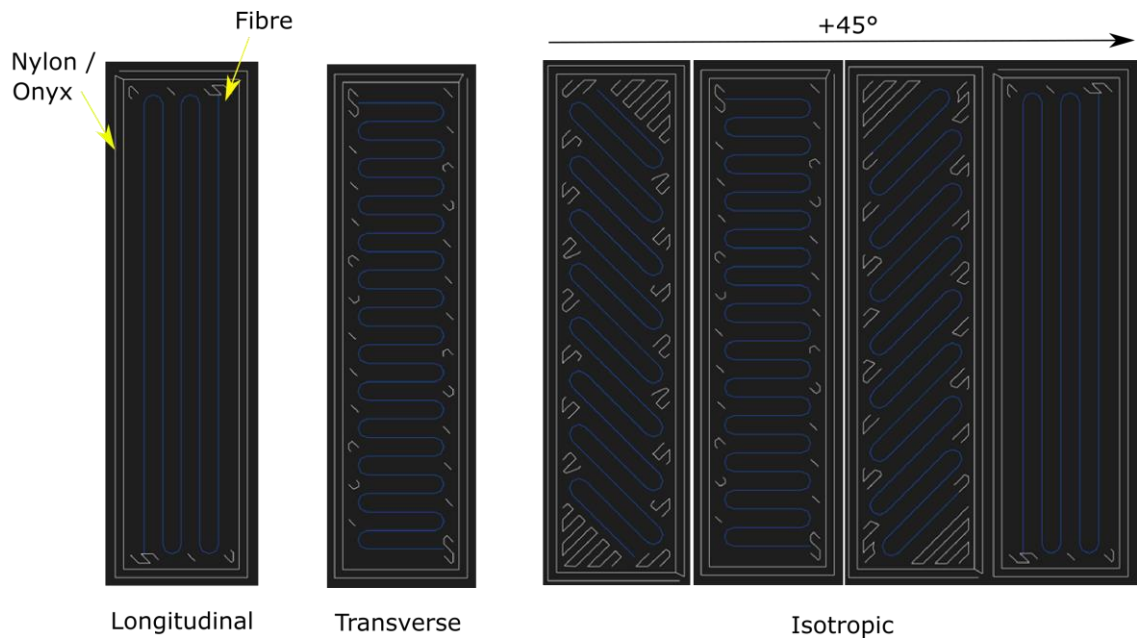 Fibre
Nylon /
Onyx
+45°
Longitudinal
Transverse
Isotropic